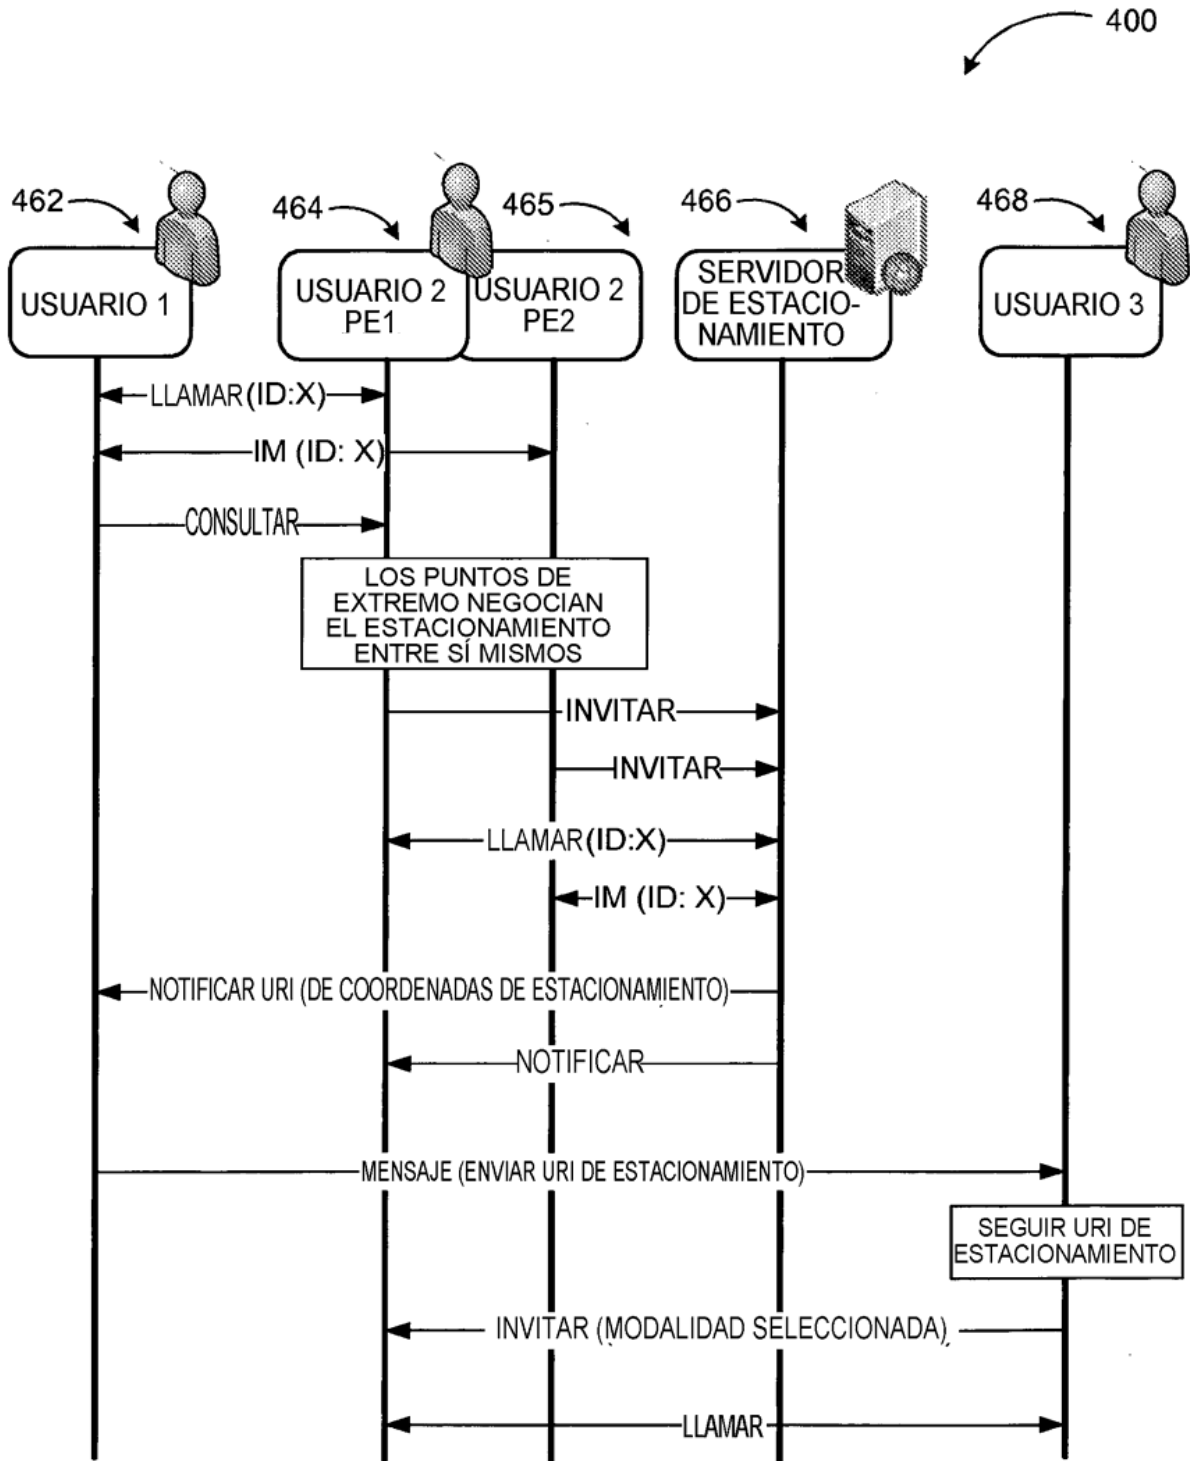 400
462
464
465
466
468
USUARIO 1
USUARIO 2
PE1
USUARIO 2
PE2
SERVIDOR
DE ESTACIO-
NAMIENTO
USUARIO 3
LLAMAR (ID:X)
IM (ID: X)
CONSULTAR
LOS PUNTOS DE
EXTREMO NEGOCIAN
EL ESTACIONAMIENTO
ENTRE SÍ MISMOS
INVITAR
INVITAR
LLAMAR (ID:X)
IM (ID: X)
NOTIFICAR URI (DE COORDENADAS DE ESTACIONAMIENTO)
NOTIFICAR
MENSAJE (ENVIAR URI DE ESTACIONAMIENTO)
SEGUIR URI DE
ESTACIONAMIENTO
INVITAR (MODALIDAD SELECCIONADA)
LLAMAR